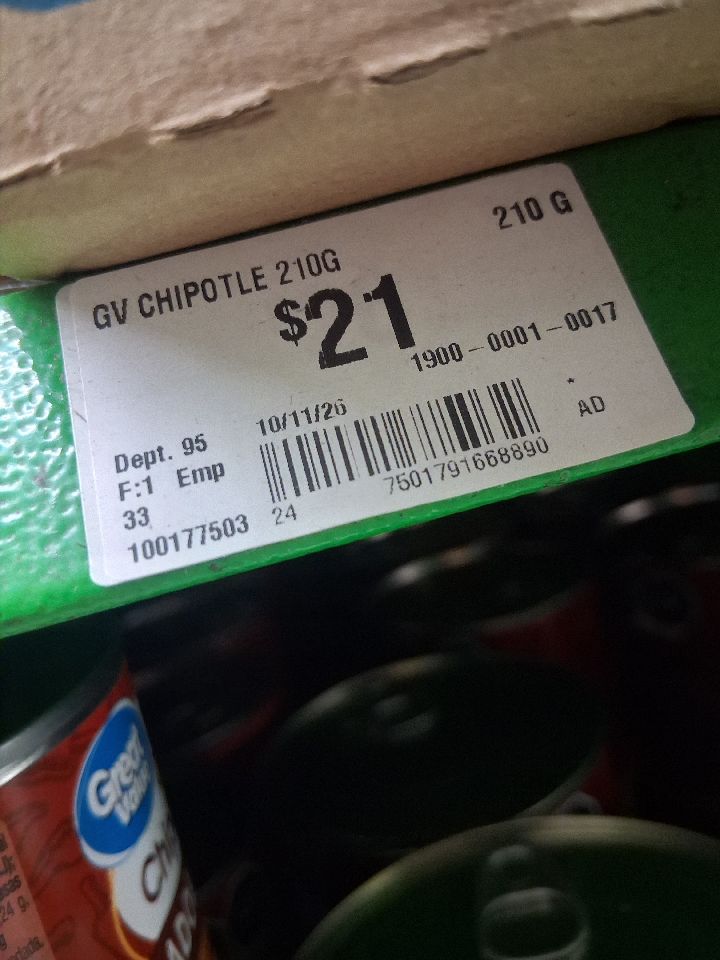 210 G
GV CHIPOTLE 210G
$21
1900-0001-0017
10/11/26
Dept. 95
F:1 Emp
33
100177503
24
7501791668890
*
AD
Great
Value
24 g.